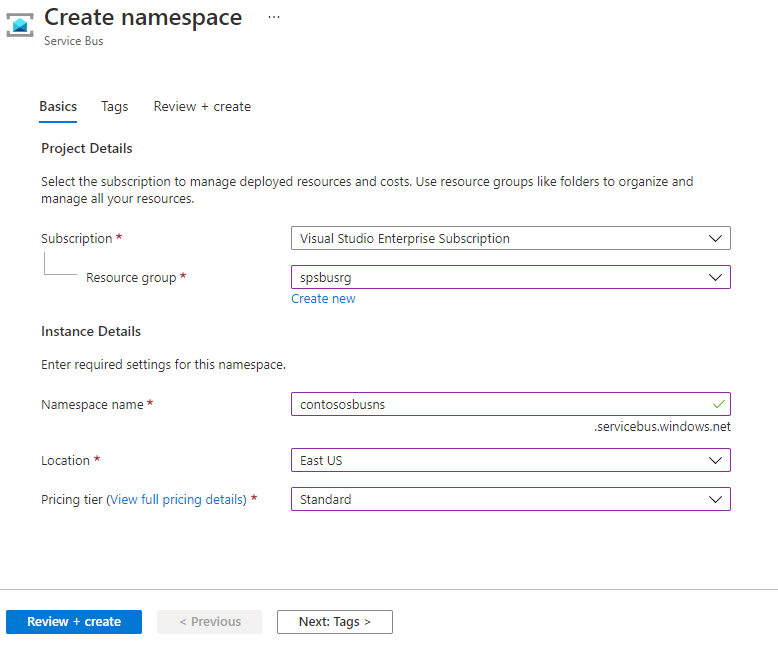 Create namespace ...
Service Bus
Basics Tags Review + create
Project Details
Select the subscription to manage deployed resources and costs. Use resource groups like folders to organize and
manage all your resources.
Subscription * Visual Studio Enterprise Subscription
Resource group * spsbusrg
Create new
Instance Details
Enter required settings for this namespace.
Namespace name * contososbusns
.servicebus.windows.net
Location * East US
Pricing tier (View full pricing details) * Standard
Review + create < Previous Next: Tags >